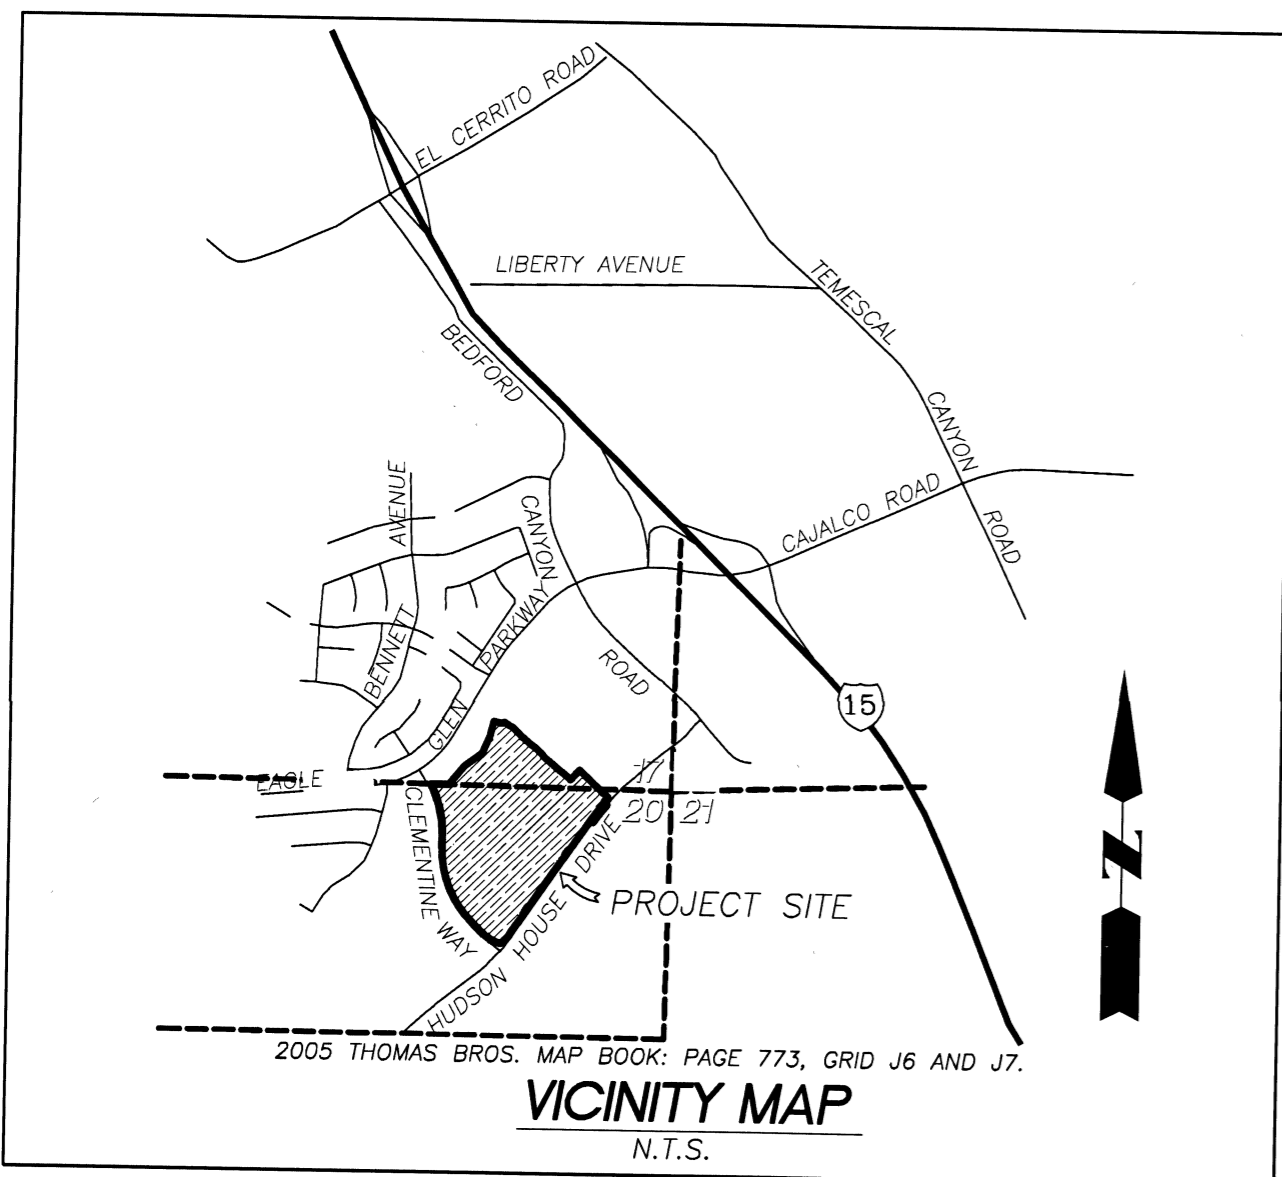 EL CERRITO ROAD
LIBERTY AVENUE
TEMESCAL CANYON ROAD
BEDFORD CANYON ROAD
CAJALCO ROAD
BENNETT AVENUE
EAGLE GLEN PARKWAY
15
17
20 21
CLEMENTINE WAY
HUDSON HOUSE DRIVE
PROJECT SITE
N
2005 THOMAS BROS. MAP BOOK: PAGE 773, GRID J6 AND J7.
VICINITY MAP
N.T.S.